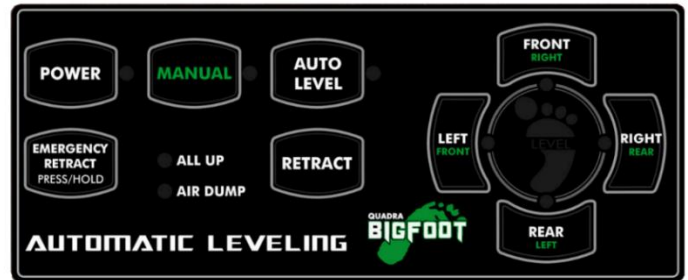 POWER
MANUAL
AUTO
LEVEL
FRONT
RIGHT
LEFT
FRONT
LEVEL
RIGHT
REAR
EMERGENCY
RETRACT
PRESS/HOLD
ALL UP
AIR DUMP
RETRACT
REAR
LEFT
AUTOMATIC LEVELING
QUADRA
BIGFOOT